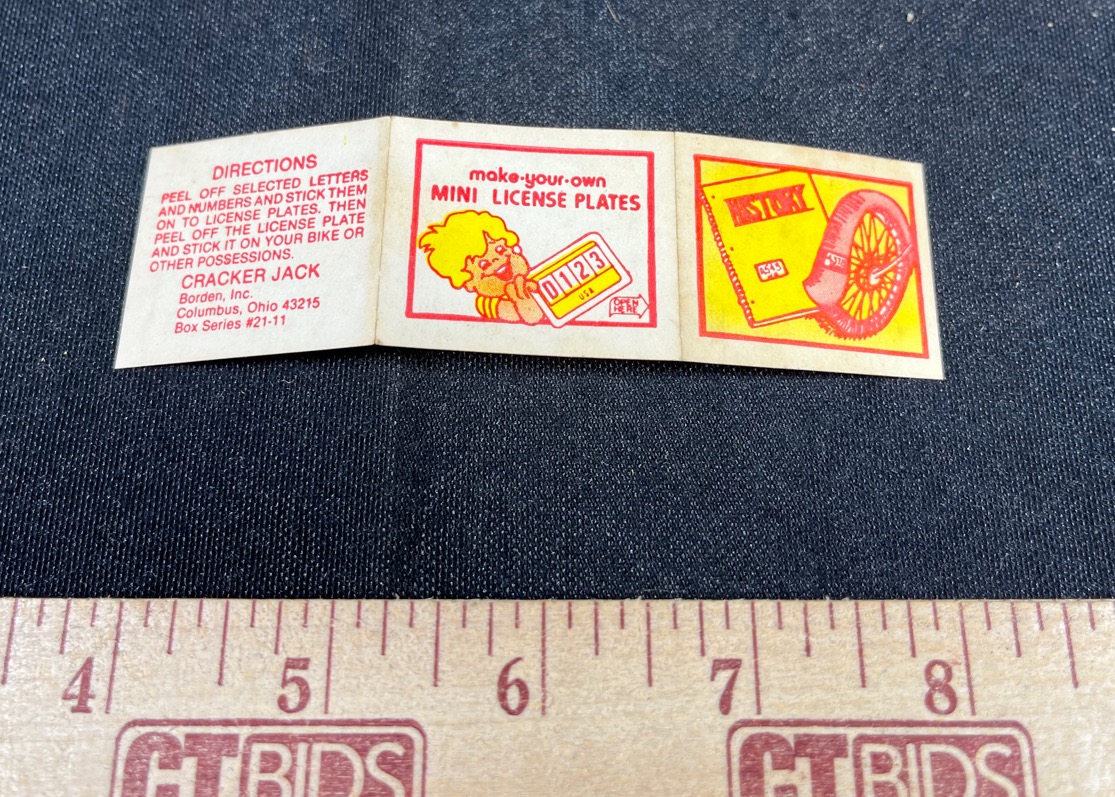 DIRECTIONS
PEEL OFF SELECTED LETTERS
AND NUMBERS AND STICK THEM
ON TO LICENSE PLATES. THEN
PEEL OFF THE LICENSE PLATE
AND STICK IT ON YOUR BIKE OR
OTHER POSSESSIONS.
CRACKER JACK
Borden, Inc.
Columbus, Ohio 43215
Box Series #21-11
make-your-own
MINI LICENSE PLATES
0123
USA
OPEN
HERE
HISTORY
4 5 6 7 8
GTBIDS GTBIDS